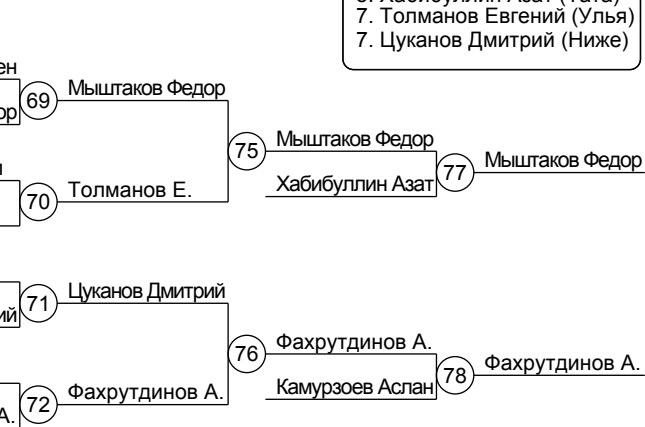 7. Толманов Евгений (Улья)
7. Цуканов Дмитрий (Ниже)
69
Мыштаков Федор
75
Мыштаков Федор
Хабибуллин Азат
77
Мыштаков Федор
70
Толманов Е.
71
Цуканов Дмитрий
76
Фахрутдинов А.
Камурзоев Аслан
78
Фахрутдинов А.
72
Фахрутдинов А.
А.